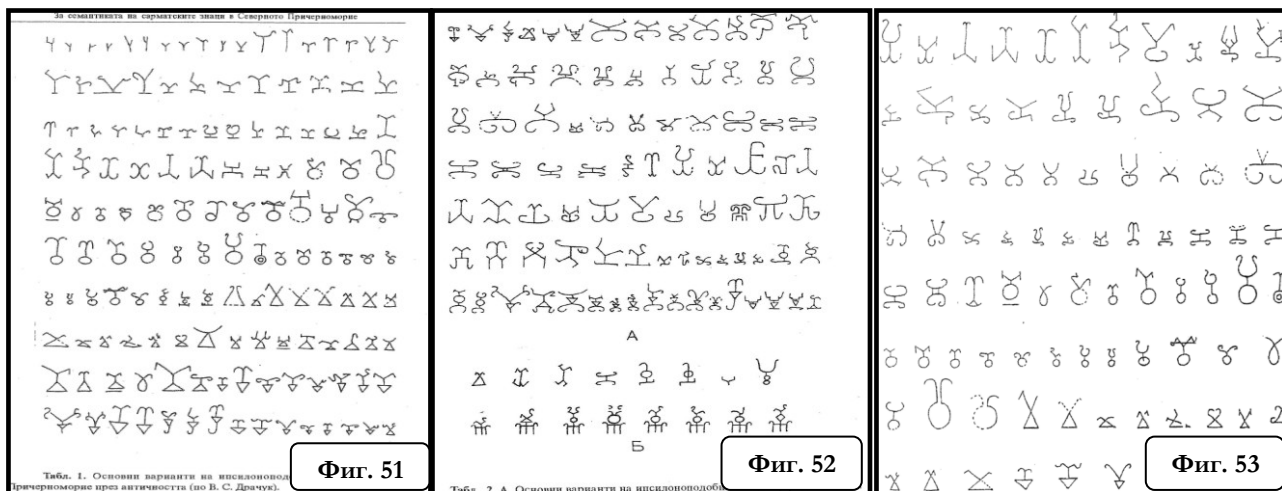 За семантиката на сарматските знаци в Северното Причерноморие
А
Б
Фиг. 51
Фиг. 52
Фиг. 53
Табл. 1. Основни варианти на ипсилонопод
Причерноморие през античността (по В. С. Драчук).
Табл. 2. А. Основни варианти на ипсилоноподоби